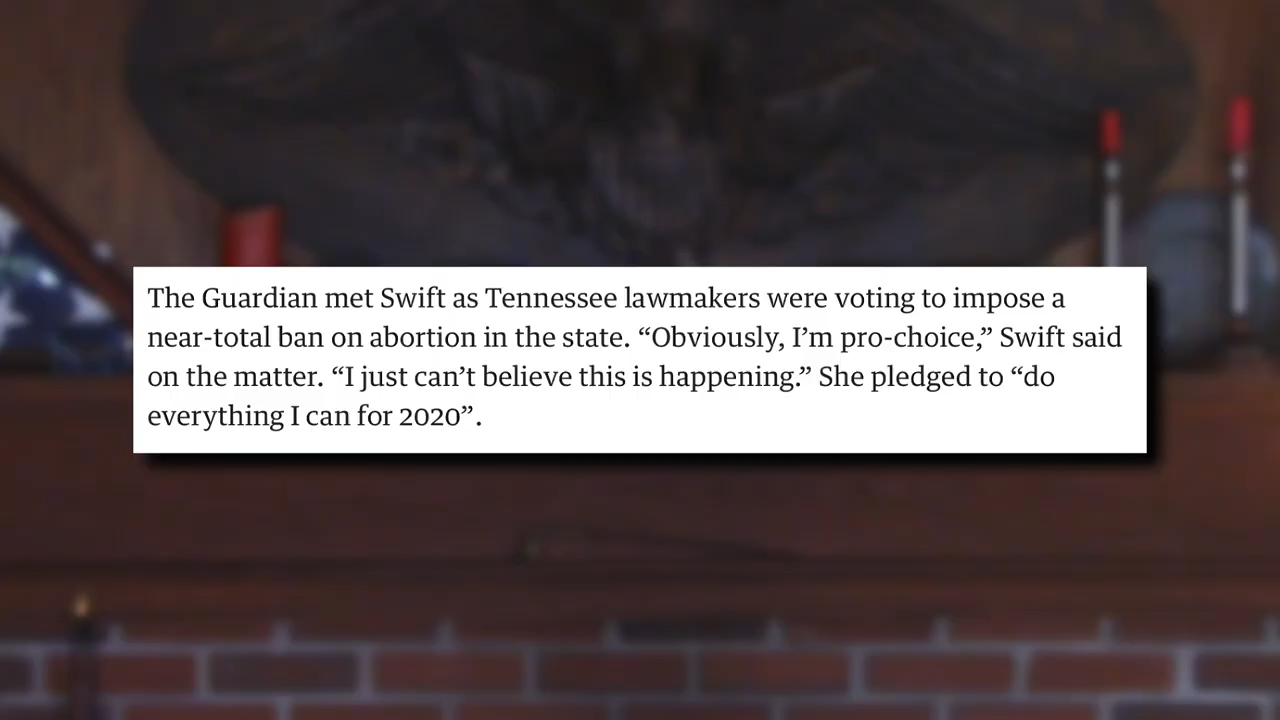 The Guardian met Swift as Tennessee lawmakers were voting to impose a
near-total ban on abortion in the state. “Obviously, I’m pro-choice,” Swift said
on the matter. “I just can’t believe this is happening.” She pledged to “do
everything I can for 2020”.